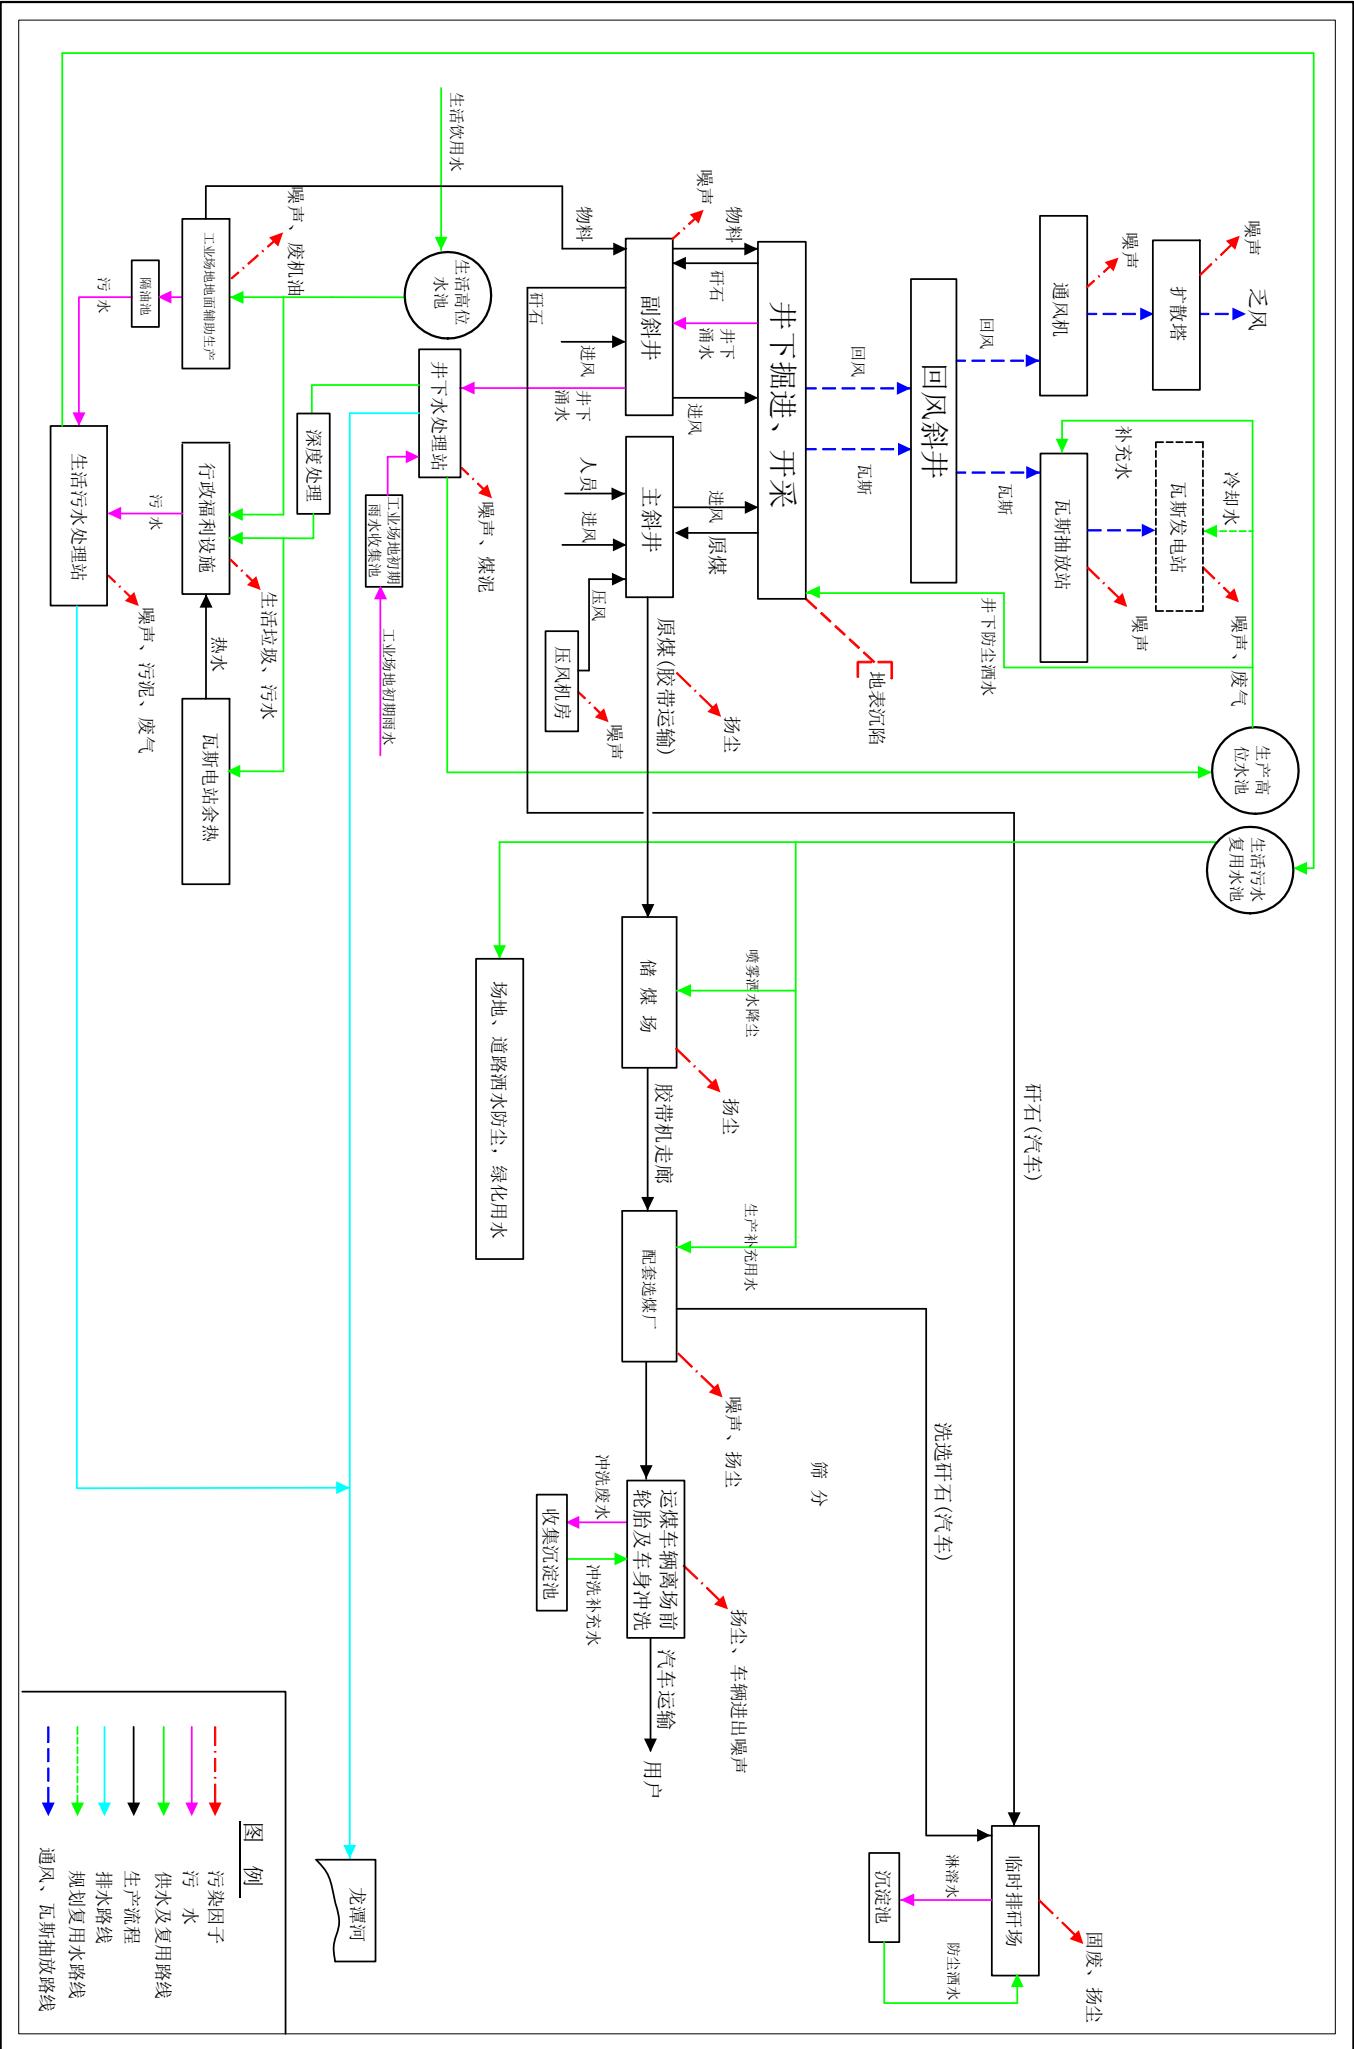 噪声
乏风
扩散塔
噪声
通风机
冷却水
补充水
瓦斯发电站
瓦斯抽放站
噪声、废气
噪声
生产高
位水池
生活污水
复用水池
回风
瓦斯
回风斜井
井下防尘洒水
回风
瓦斯
地表沉陷
井下掘进、开采
噪声
物料
矸石
井下
涌水
进风
进风
原煤
扬尘
副斜井
主斜井
原煤(胶带运输)
物料
矸石
进风
井下
涌水
人员
进风
压风
压风机房
噪声
喷雾洒水降尘
储 煤 场
扬尘
胶带机走廊
矸石(汽车)
生产补充用水
配套选煤厂
噪声、扬尘
筛 分
洗选矸石(汽车)
冲洗废水
收集沉淀池
冲洗补充水
运煤车辆离场前
轮胎及车身冲洗
扬尘、车辆进出噪声
汽车运输
用户
临时排矸场
淋溶水
沉淀池
防尘洒水
固废、扬尘
场地、道路洒水防尘，绿化用水
生活饮用水
生活高位
水池
井下水处理站
噪声、煤泥
工业场地初期
雨水收集池
工业场地初期雨水
深度处理
噪声、废机油
工业场地地面辅助生产
隔油池
污 水
行政福利设施
生活垃圾、污水
热水
瓦斯电站余热
污 水
生活污水处理站
噪声、污泥、废气
龙潭河
图 例
污染因子
污 水
供水及复用路线
生产流程
排水路线
规划复用水路线
通风、瓦斯抽放路线